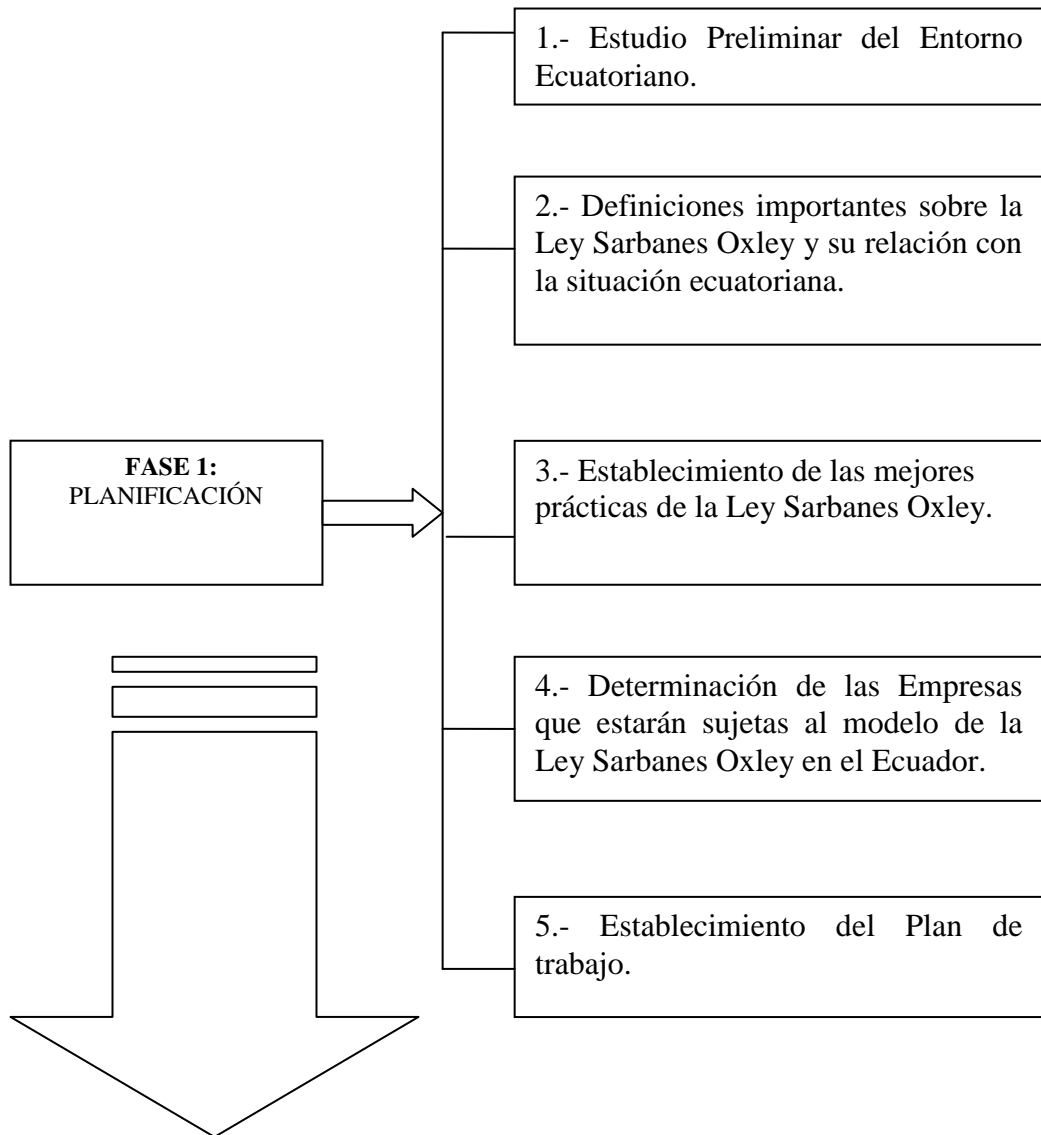 1.- Estudio Preliminar del Entorno
Ecuatoriano.
2.- Definiciones importantes sobre la
Ley Sarbanes Oxley y su relación con
la situación ecuatoriana.
FASE 1:
PLANIFICACIÓN
3.- Establecimiento de las mejores
prácticas de la Ley Sarbanes Oxley.
4.- Determinación de las Empresas
que estarán sujetas al modelo de la
Ley Sarbanes Oxley en el Ecuador.
5.- Establecimiento del Plan de
trabajo.